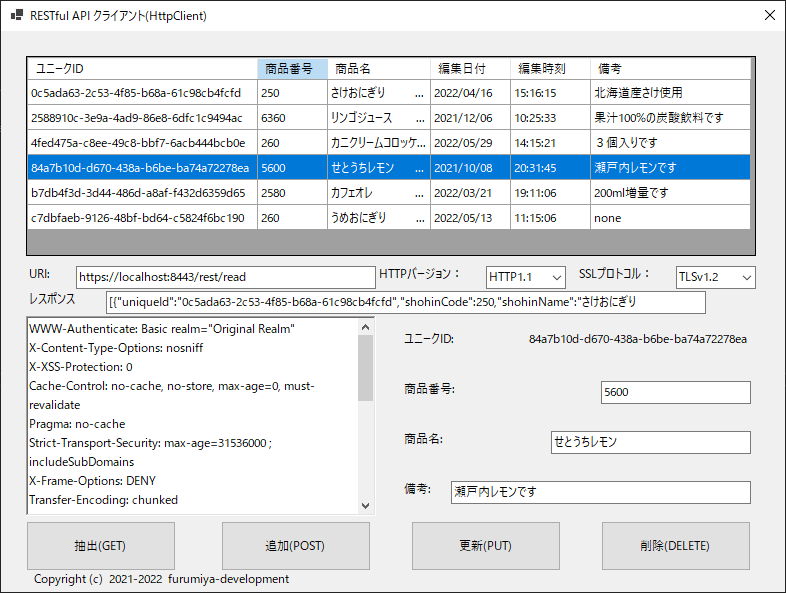 RESTful API クライアント(HttpClient)
ユニークID 商品番号 商品名 編集日付 編集時刻 備考
0c5ada63-2c53-4f85-b68a-61c98cb4fcfd 250 さけおにぎり ... 2022/04/16 15:16:15 北海道産さけ使用
2588910c-3e9a-4ad9-86e8-6dfc1c9494ac 6360 リンゴジュース ... 2021/12/06 10:25:33 果汁100%の炭酸飲料です
4fed475a-c8ee-49c8-bbf7-6acb444bcb0e 260 カニクリームコロッケ... 2022/05/29 14:15:21 3個入りです
84a7b10d-d670-438a-b6be-ba74a72278ea 5600 せとうちレモン ... 2021/10/08 20:31:45 瀬戸内レモンです
b7db4f3d-3d44-486d-a8af-f432d6359d65 2580 カフェオレ ... 2022/03/21 19:11:06 200ml増量です
c7dbfaeb-9126-48bf-bd64-c5824f6bc190 260 うめおにぎり ... 2022/05/13 11:15:06 none
URI: https://localhost:8443/rest/read HTTPバージョン： HTTP1.1 SSLプロトコル： TLSv1.2
レスポンス [{"uniqueId":"0c5ada63-2c53-4f85-b68a-61c98cb4fcfd","shohinCode":250,"shohinName":"さけおにぎり
WWW-Authenticate: Basic realm="Original Realm"
X-Content-Type-Options: nosniff
X-XSS-Protection: 0
Cache-Control: no-cache, no-store, max-age=0, must-
revalidate
Pragma: no-cache
Strict-Transport-Security: max-age=31536000 ;
includeSubDomains
X-Frame-Options: DENY
Transfer-Encoding: chunked
ユニークID: 84a7b10d-d670-438a-b6be-ba74a72278ea
商品番号: 5600
商品名: せとうちレモン
備考: 瀬戸内レモンです
抽出(GET) 追加(POST) 更新(PUT) 削除(DELETE)
Copyright (c) 2021-2022 furumiya-development